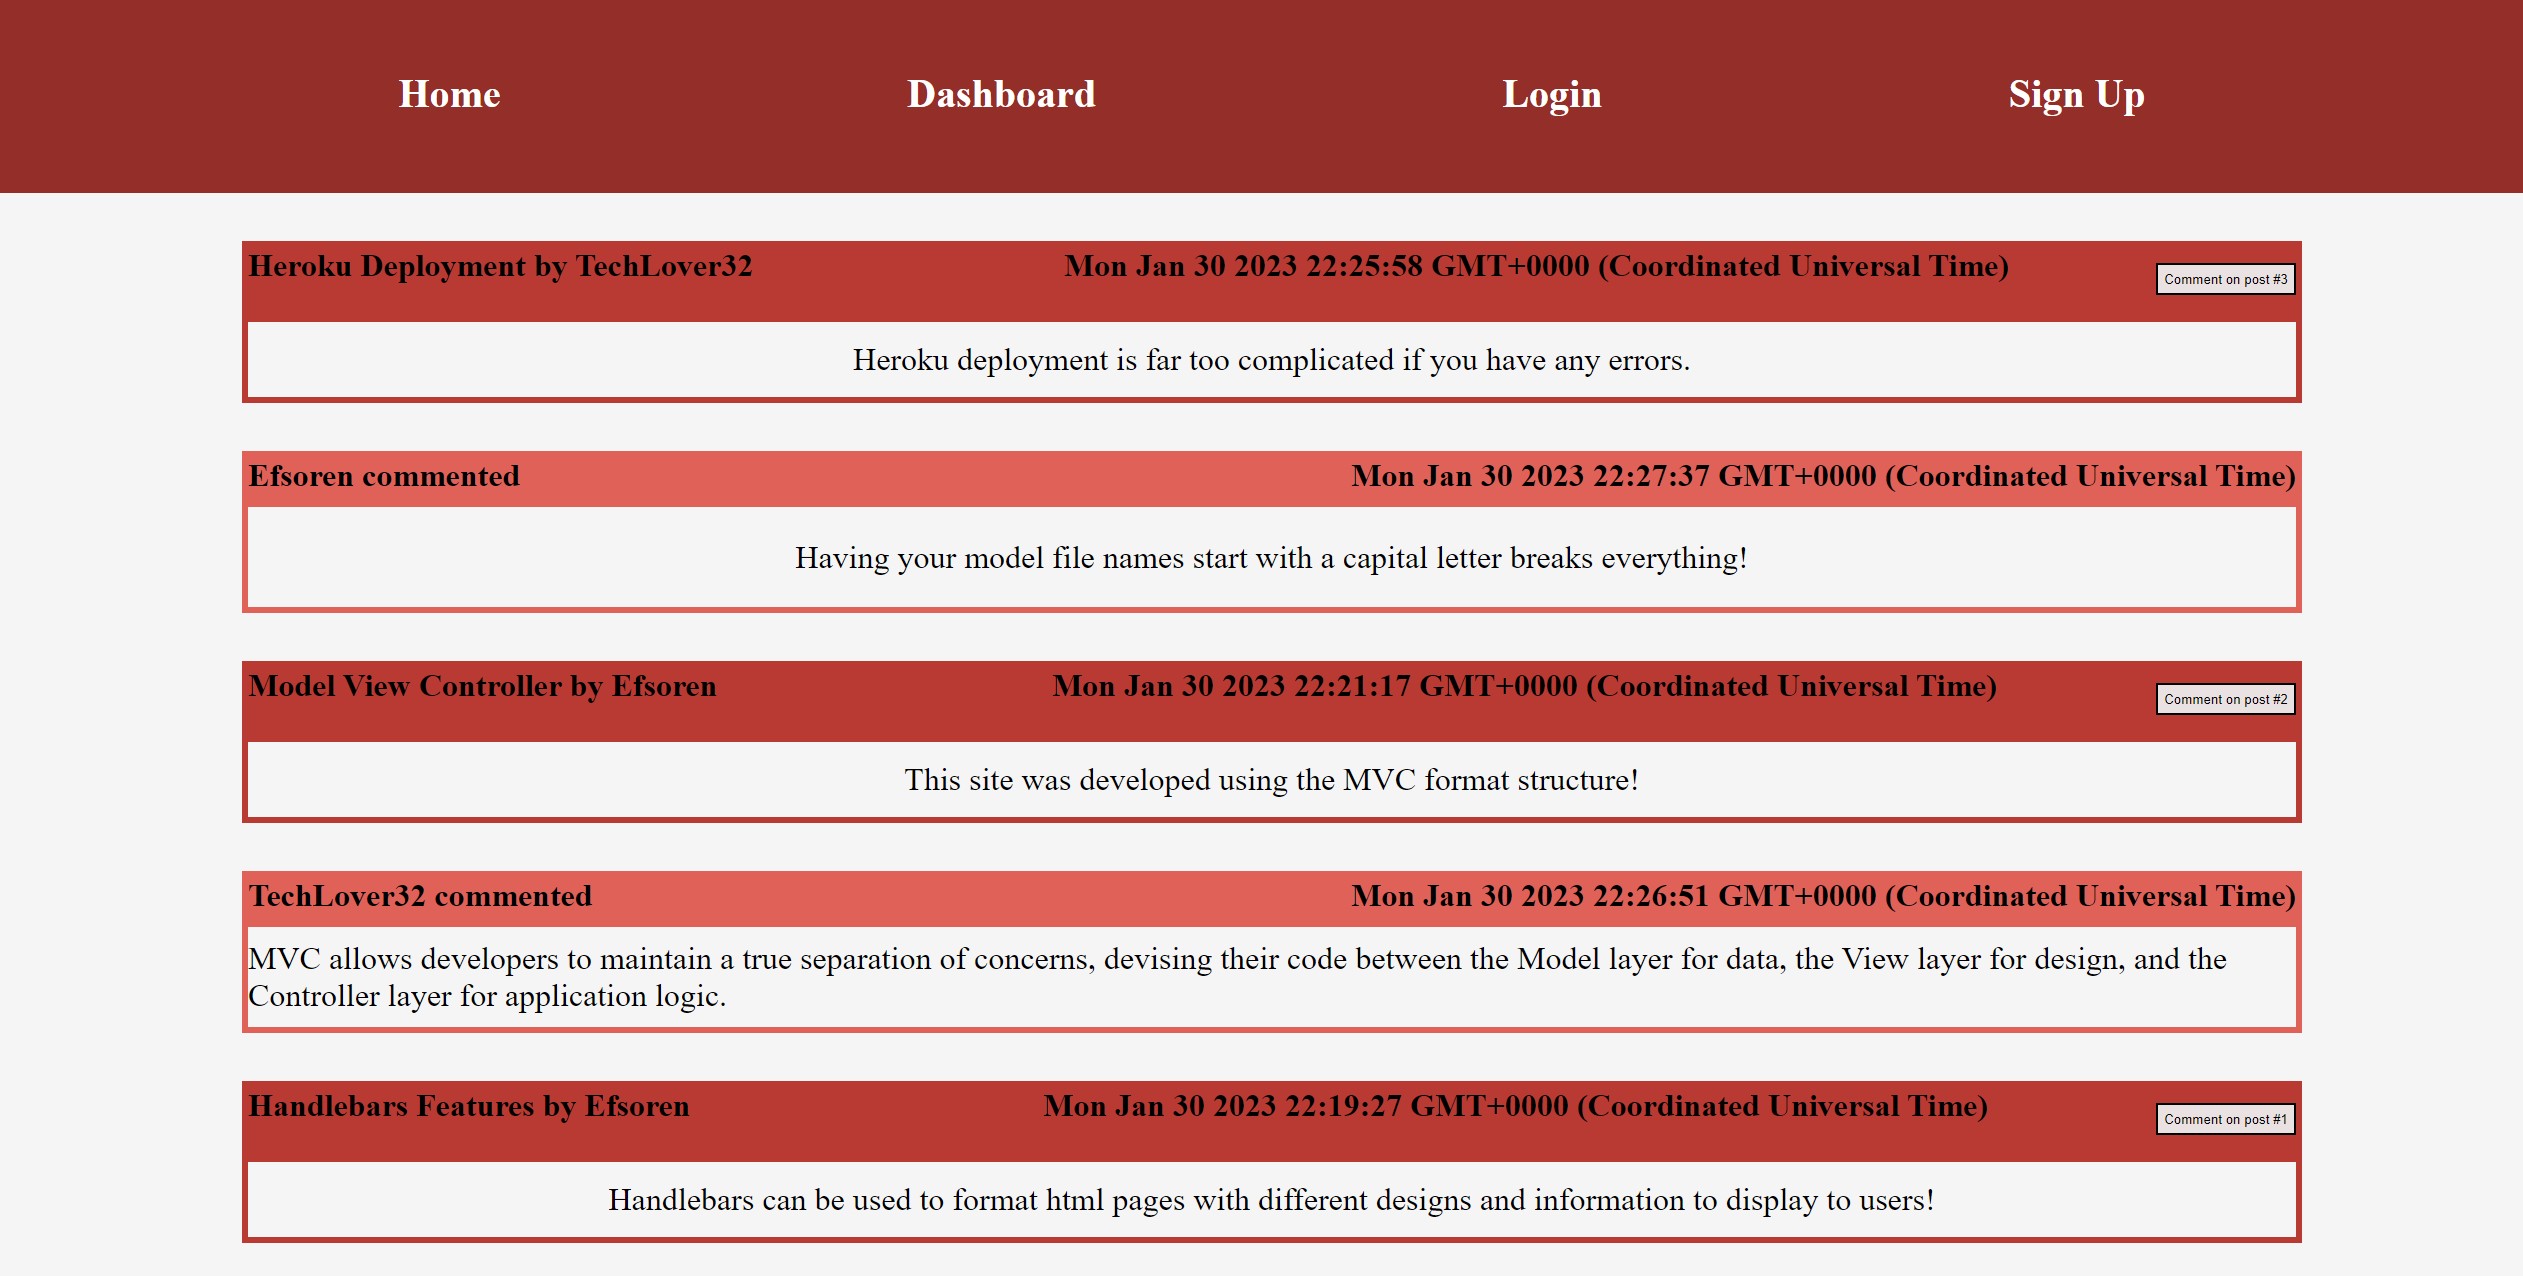 Home Dashboard Login Sign Up
Heroku Deployment by TechLover32 Mon Jan 30 2023 22:25:58 GMT+0000 (Coordinated Universal Time) Comment on post #3
Heroku deployment is far too complicated if you have any errors.
Efsoren commented Mon Jan 30 2023 22:27:37 GMT+0000 (Coordinated Universal Time)
Having your model file names start with a capital letter breaks everything!
Model View Controller by Efsoren Mon Jan 30 2023 22:21:17 GMT+0000 (Coordinated Universal Time) Comment on post #2
This site was developed using the MVC format structure!
TechLover32 commented Mon Jan 30 2023 22:26:51 GMT+0000 (Coordinated Universal Time)
MVC allows developers to maintain a true separation of concerns, devising their code between the Model layer for data, the View layer for design, and the
Controller layer for application logic.
Handlebars Features by Efsoren Mon Jan 30 2023 22:19:27 GMT+0000 (Coordinated Universal Time) Comment on post #1
Handlebars can be used to format html pages with different designs and information to display to users!